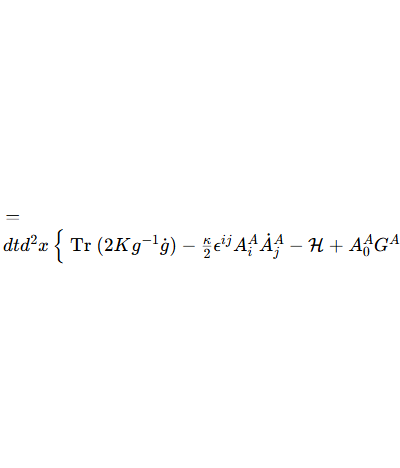 =
dtd²x { Tr (2Kg⁻¹ġ) − κ/2 ϵ^{ij} A_i^A Ȧ_j^A − ℋ + A_0^A G^A